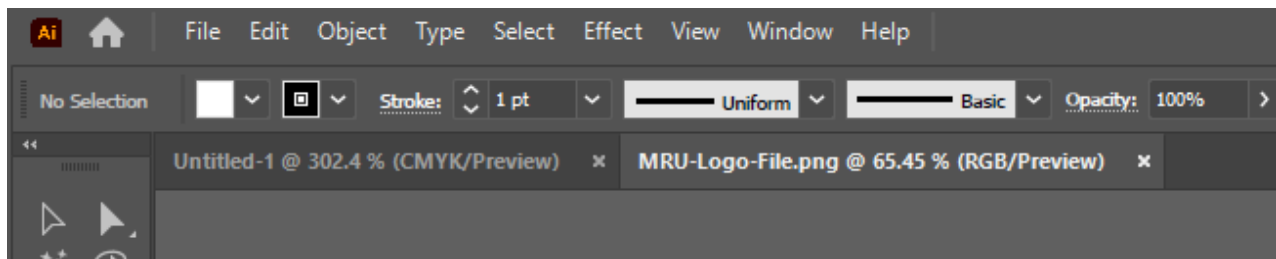 Ai File Edit Object Type Select Effect View Window Help
No Selection Stroke: 1 pt Uniform Basic Opacity: 100%
Untitled-1 @ 302.4 % (CMYK/Preview) × MRU-Logo-File.png @ 65.45 % (RGB/Preview) ×